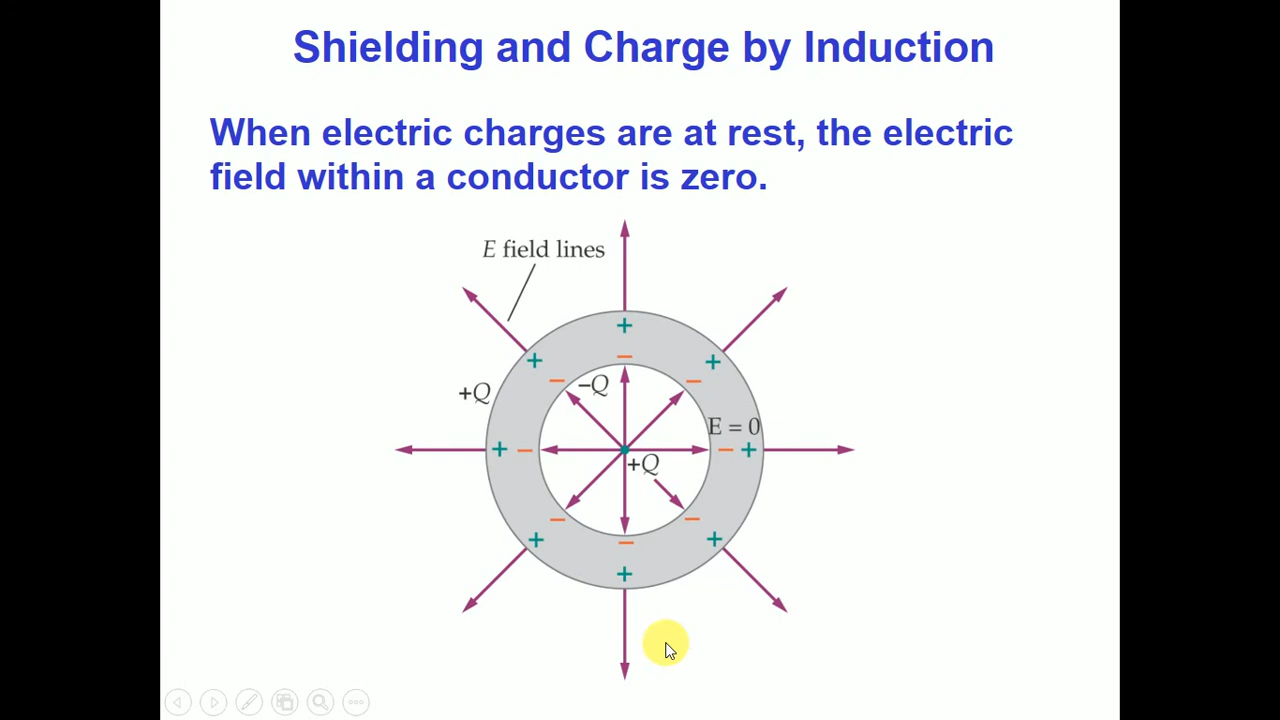 Shielding and Charge by Induction
When electric charges are at rest, the electric
field within a conductor is zero.
E field lines
+
+
+
−
−
−
−Q
+Q
E = 0
+
−
−
+
+Q
−
−
+
−
+
+